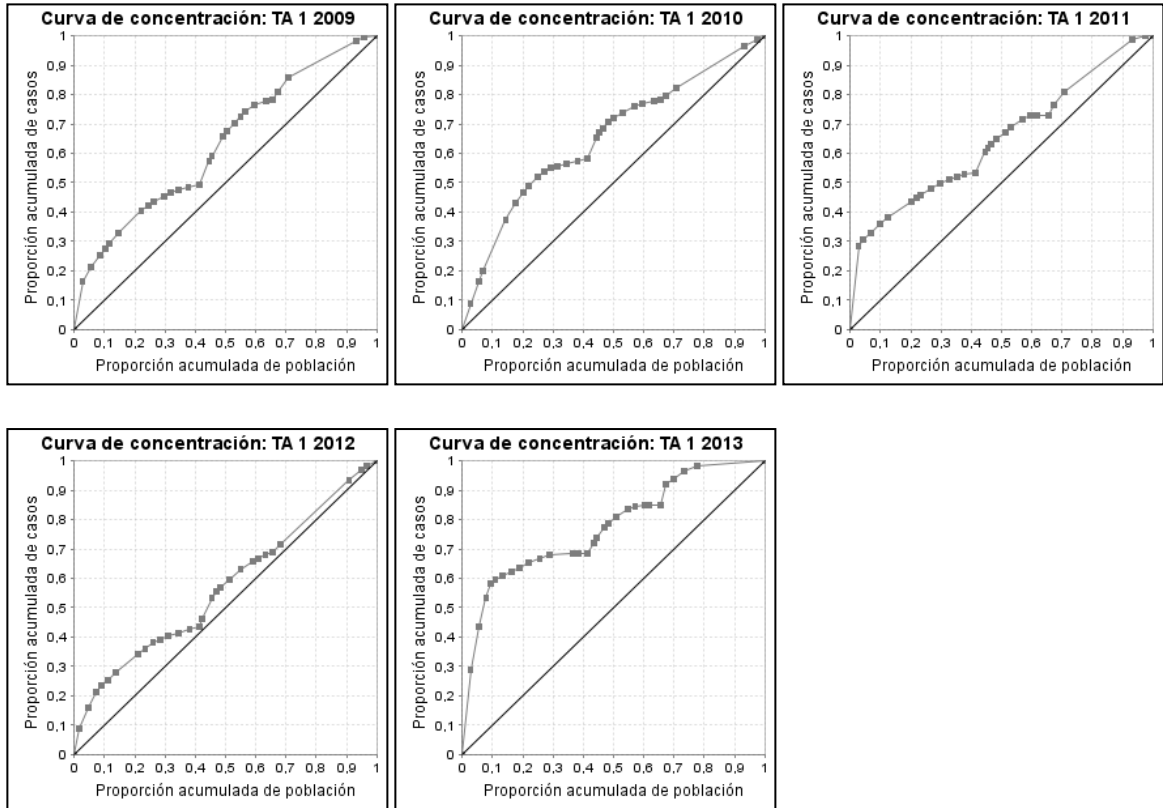 Curva de concentración: TA 1 2009
1
0,9
0,8
0,7
0,6
0,5
0,4
0,3
0,2
0,1
0
Proporción acumulada de casos
0 0,1 0,2 0,3 0,4 0,5 0,6 0,7 0,8 0,9 1
Proporción acumulada de población
Curva de concentración: TA 1 2010
1
0,9
0,8
0,7
0,6
0,5
0,4
0,3
0,2
0,1
0
Proporción acumulada de casos
0 0,1 0,2 0,3 0,4 0,5 0,6 0,7 0,8 0,9 1
Proporción acumulada de población
Curva de concentración: TA 1 2011
1
0,9
0,8
0,7
0,6
0,5
0,4
0,3
0,2
0,1
0
Proporción acumulada de casos
0 0,1 0,2 0,3 0,4 0,5 0,6 0,7 0,8 0,9 1
Proporción acumulada de población
Curva de concentración: TA 1 2012
1
0,9
0,8
0,7
0,6
0,5
0,4
0,3
0,2
0,1
0
Proporción acumulada de casos
0 0,1 0,2 0,3 0,4 0,5 0,6 0,7 0,8 0,9 1
Proporción acumulada de población
Curva de concentración: TA 1 2013
1
0,9
0,8
0,7
0,6
0,5
0,4
0,3
0,2
0,1
0
Proporción acumulada de casos
0 0,1 0,2 0,3 0,4 0,5 0,6 0,7 0,8 0,9 1
Proporción acumulada de población